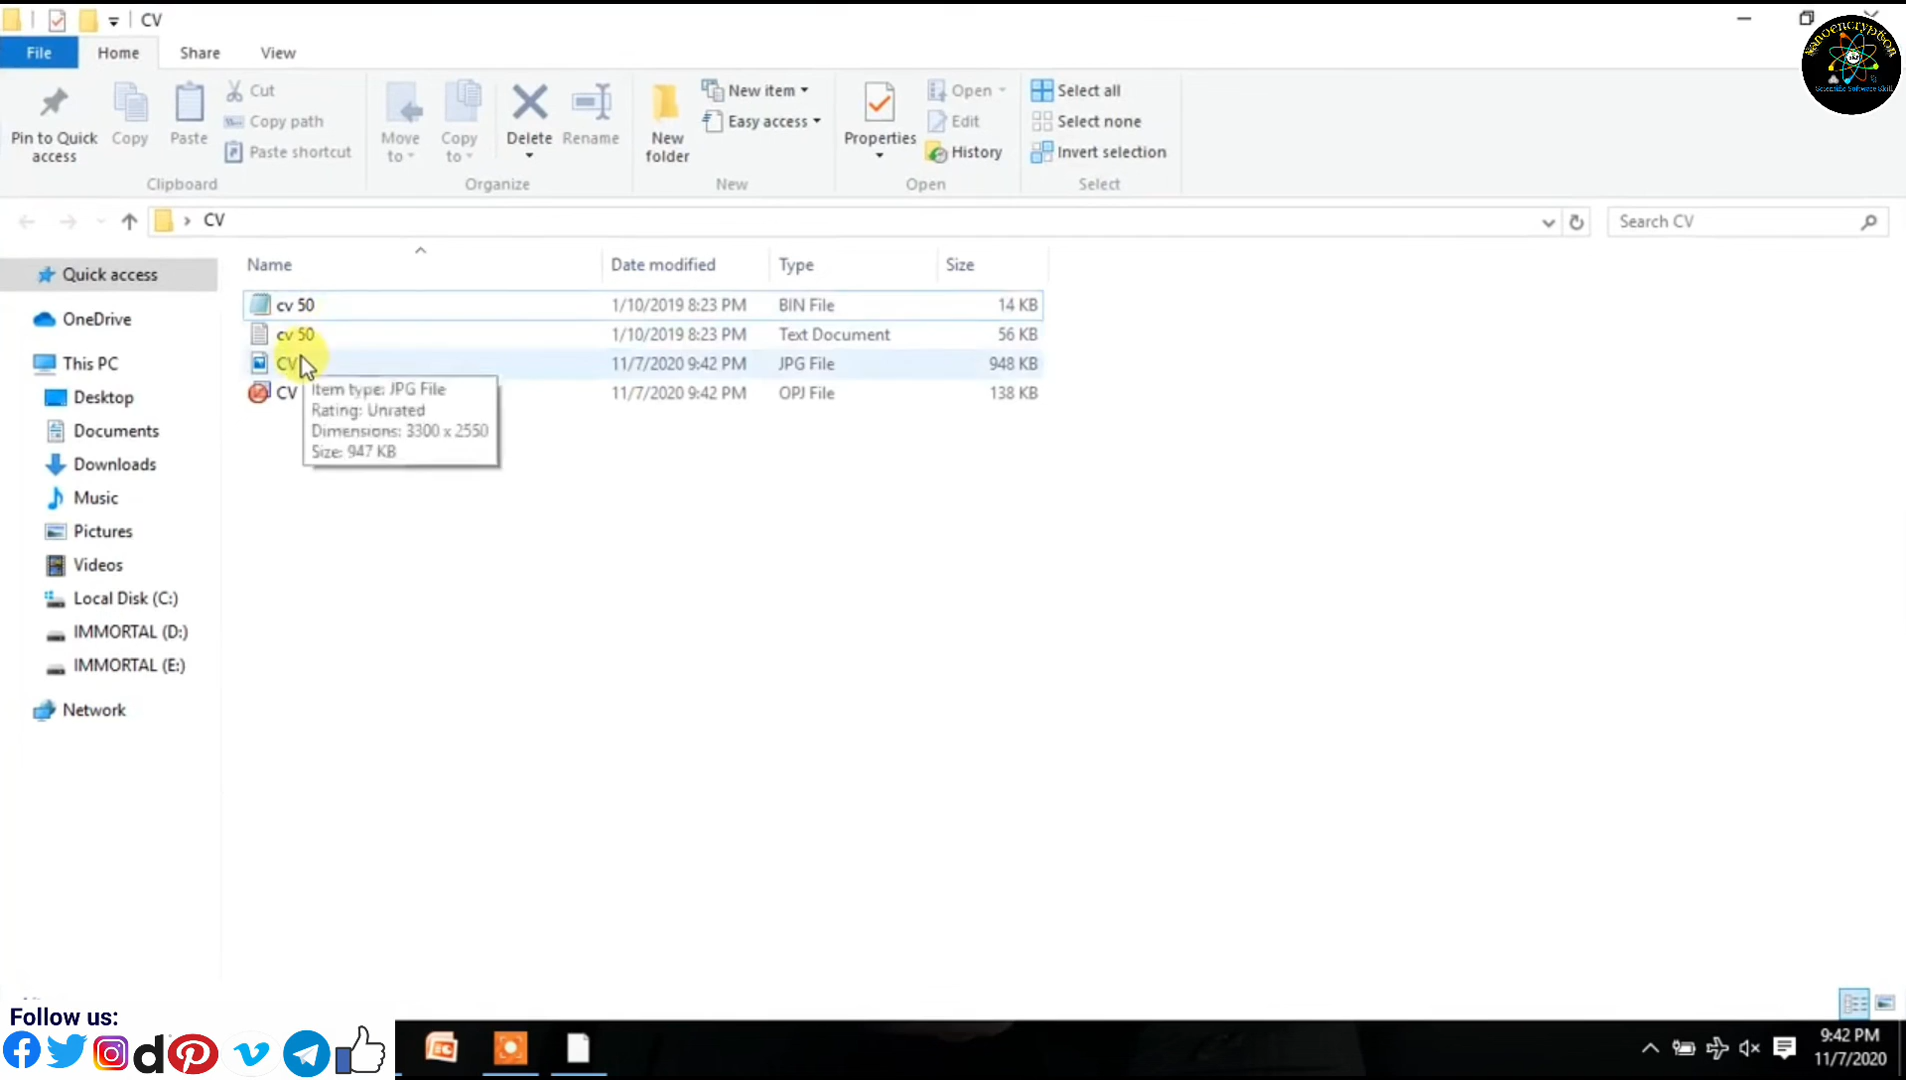 CV
File Home Share View
Pin to Quick access
Copy
Paste
Cut
Copy path
Paste shortcut
Clipboard
Move to
Copy to
Delete
Rename
Organize
New folder
New item
Easy access
New
Properties
Open
Edit
History
Open
Select all
Select none
Invert selection
Select
CV
Search CV
Name Date modified Type Size
cv 50 1/10/2019 8:23 PM BIN File 14 KB
cv 50 1/10/2019 8:23 PM Text Document 56 KB
CV 11/7/2020 9:42 PM JPG File 948 KB
CV 11/7/2020 9:42 PM OPJ File 138 KB
Item type: JPG File
Rating: Unrated
Dimensions: 3300 x 2550
Size: 947 KB
Quick access
OneDrive
This PC
Desktop
Documents
Downloads
Music
Pictures
Videos
Local Disk (C:)
IMMORTAL (D:)
IMMORTAL (E:)
Network
Nanoencryption
Scientific Software Skill
Follow us:
9:42 PM
11/7/2020